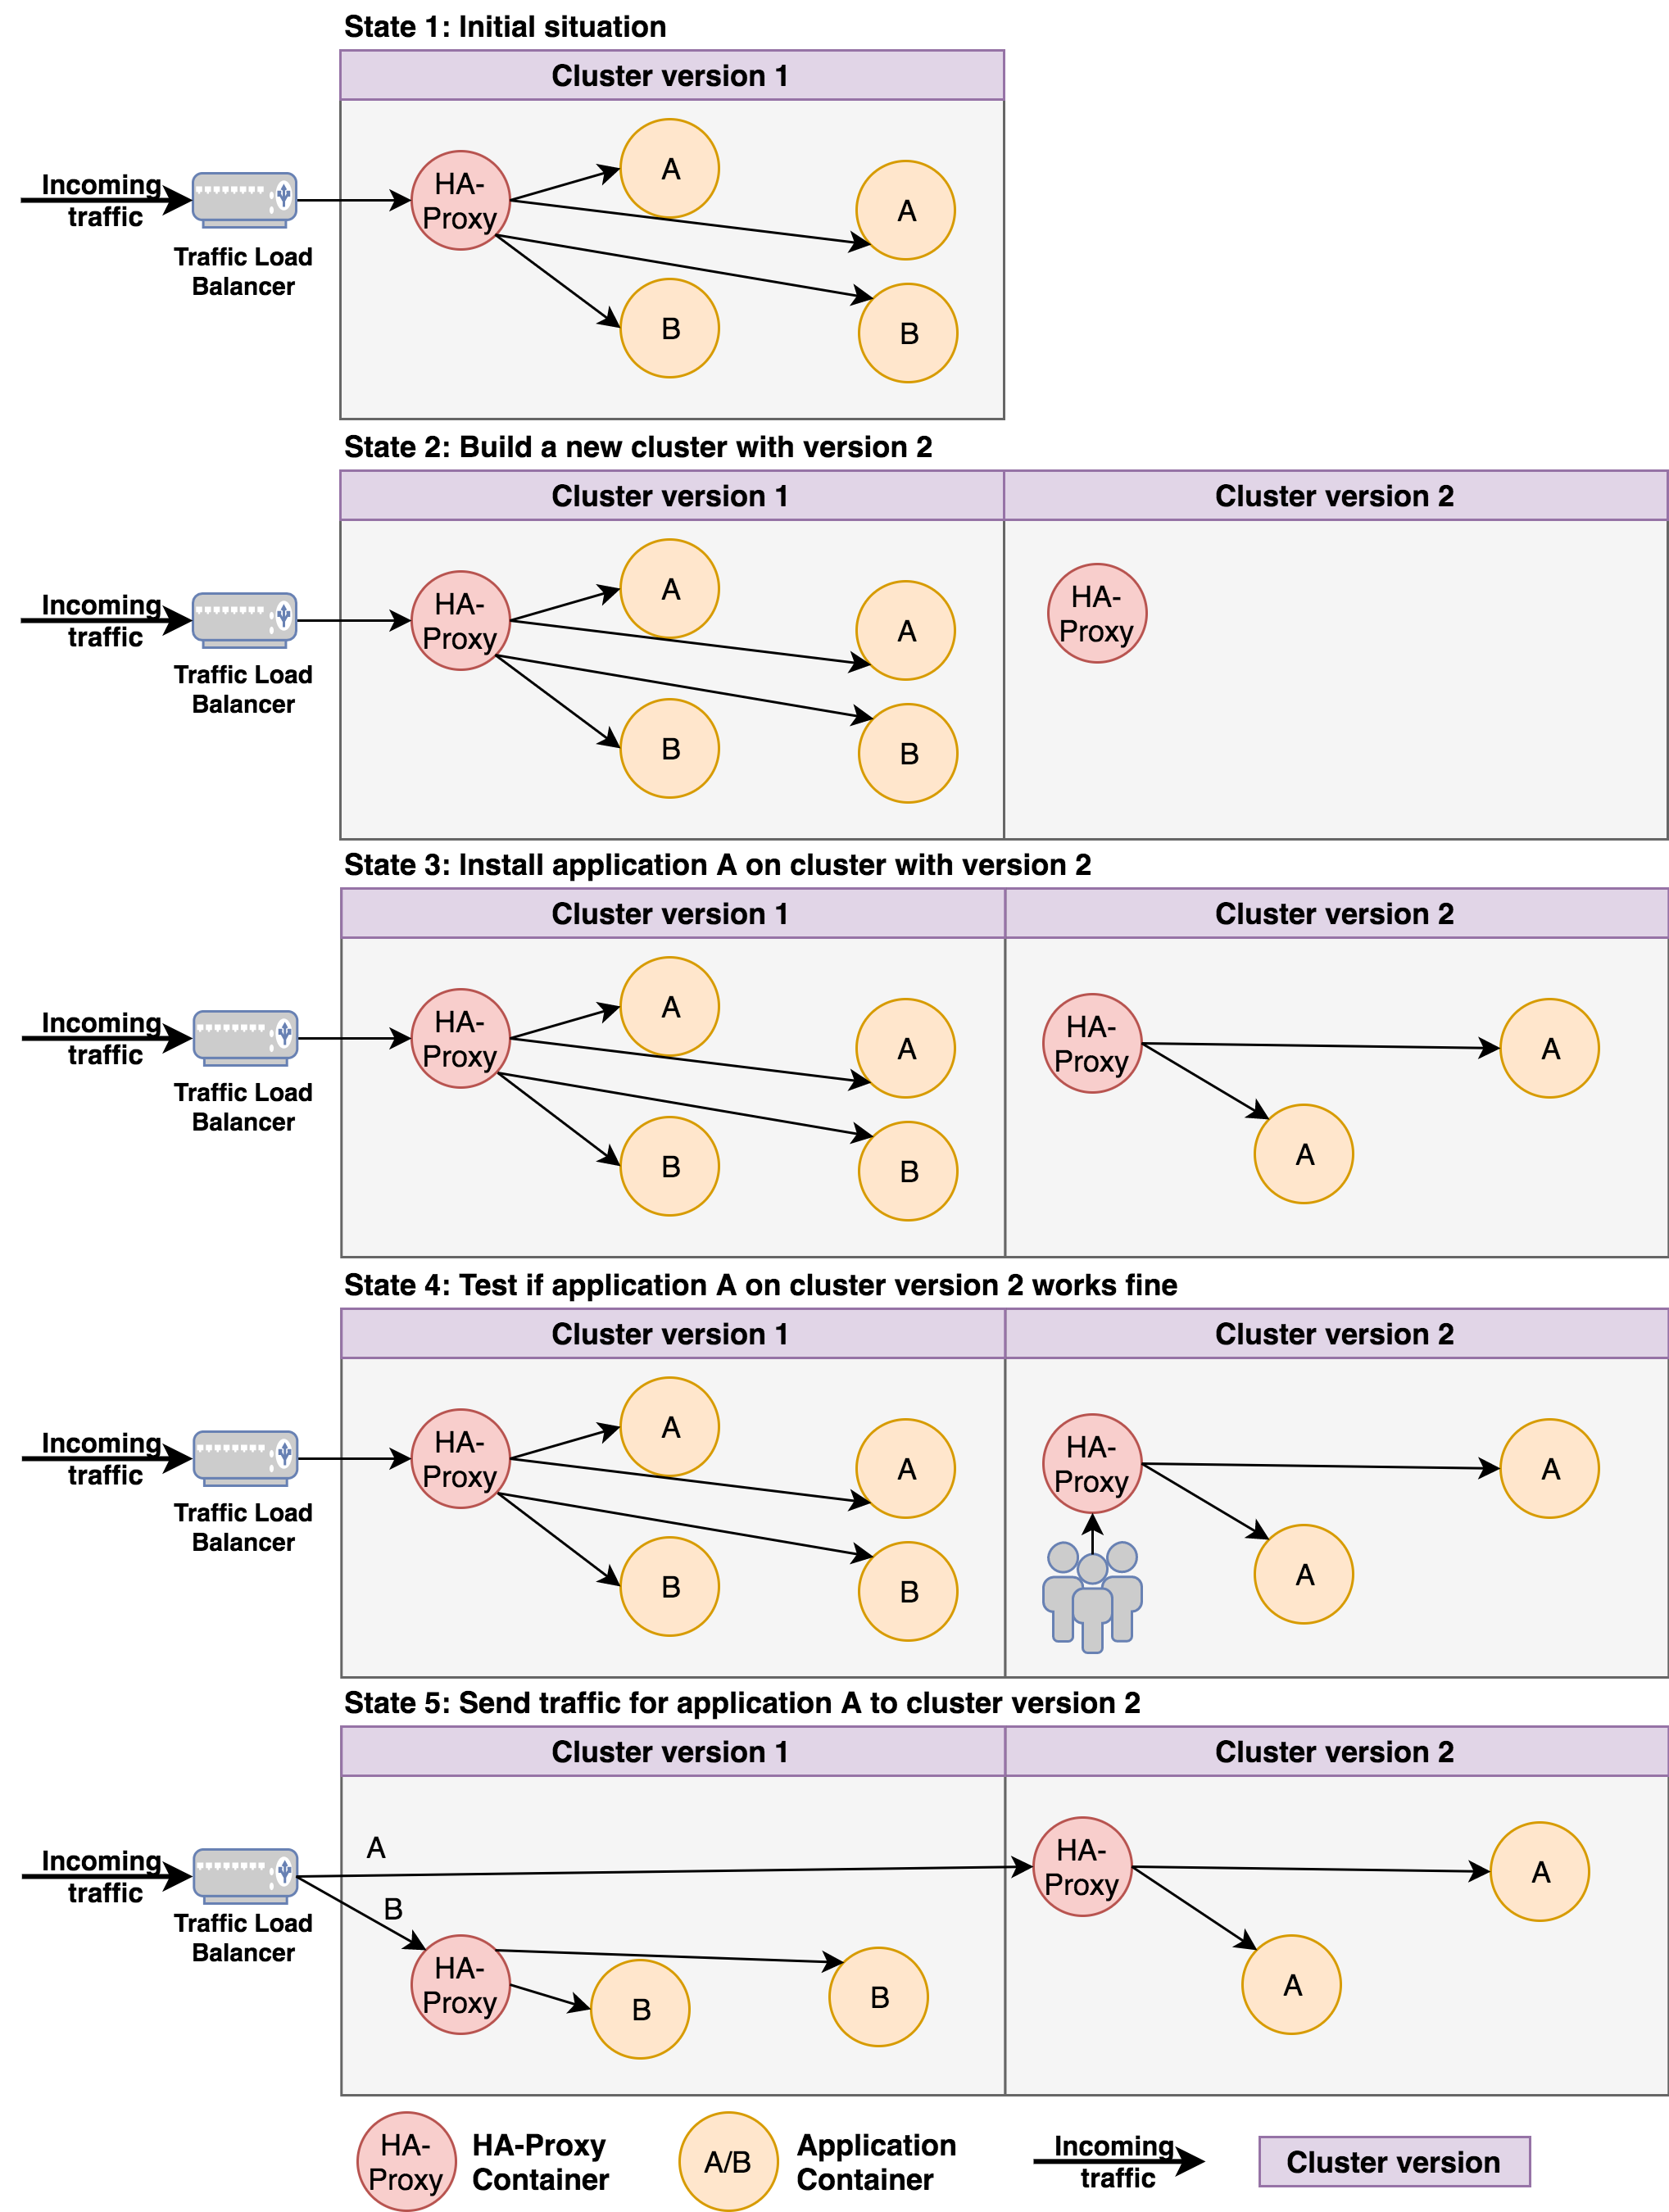 State 1: Initial situation
Cluster version 1
Incoming
traffic
Traffic Load
Balancer
HA-
Proxy
A
A
B
B
State 2: Build a new cluster with version 2
Cluster version 1
Cluster version 2
Incoming
traffic
Traffic Load
Balancer
HA-
Proxy
A
A
B
B
HA-
Proxy
State 3: Install application A on cluster with version 2
Cluster version 1
Cluster version 2
Incoming
traffic
Traffic Load
Balancer
HA-
Proxy
A
A
B
B
HA-
Proxy
A
A
State 4: Test if application A on cluster version 2 works fine
Cluster version 1
Cluster version 2
Incoming
traffic
Traffic Load
Balancer
HA-
Proxy
A
A
B
B
HA-
Proxy
A
A
State 5: Send traffic for application A to cluster version 2
Cluster version 1
Cluster version 2
Incoming
traffic
Traffic Load
Balancer
A
B
HA-
Proxy
B
B
HA-
Proxy
A
A
HA-
Proxy
HA-Proxy
Container
A/B
Application
Container
Incoming
traffic
Cluster version